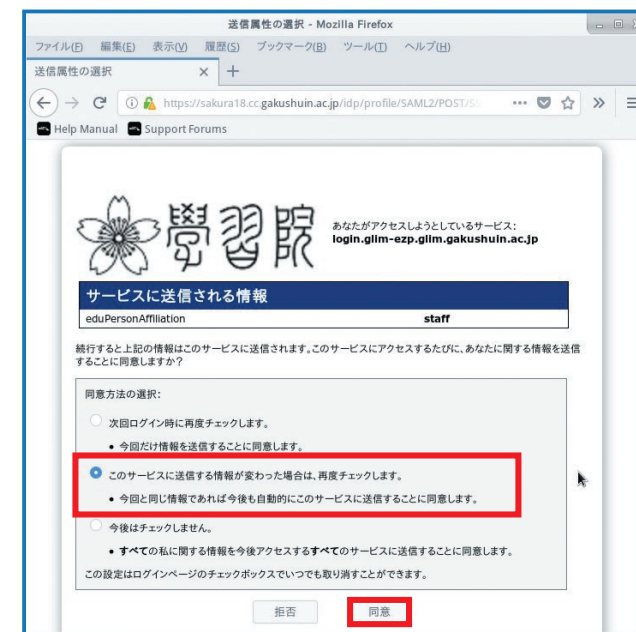 送信属性の選択 - Mozilla Firefox
ファイル(F) 編集(E) 表示(V) 履歴(S) ブックマーク(B) ツール(T) ヘルプ(H)
送信属性の選択 × +
https://sakura18.cc.gakushuin.ac.jp/idp/profile/SAML2/POST/S
Help Manual Support Forums
學習院
あなたがアクセスしようとしているサービス:
login.glim-ezp.glim.gakushuin.ac.jp
サービスに送信される情報
eduPersonAffiliation staff
続行すると上記の情報はこのサービスに送信されます。このサービスにアクセスするたびに、あなたに関する情報を送信
することに同意しますか?
同意方法の選択:
次回ログイン時に再度チェックします。
• 今回だけ情報を送信することに同意します。
このサービスに送信する情報が変わった場合は、再度チェックします。
• 今回と同じ情報であれば今後も自動的にこのサービスに送信することに同意します。
今後はチェックしません。
• すべての私に関する情報を今後アクセスするすべてのサービスに送信することに同意します。
この設定はログインページのチェックボックスでいつでも取り消すことができます。
拒否 同意